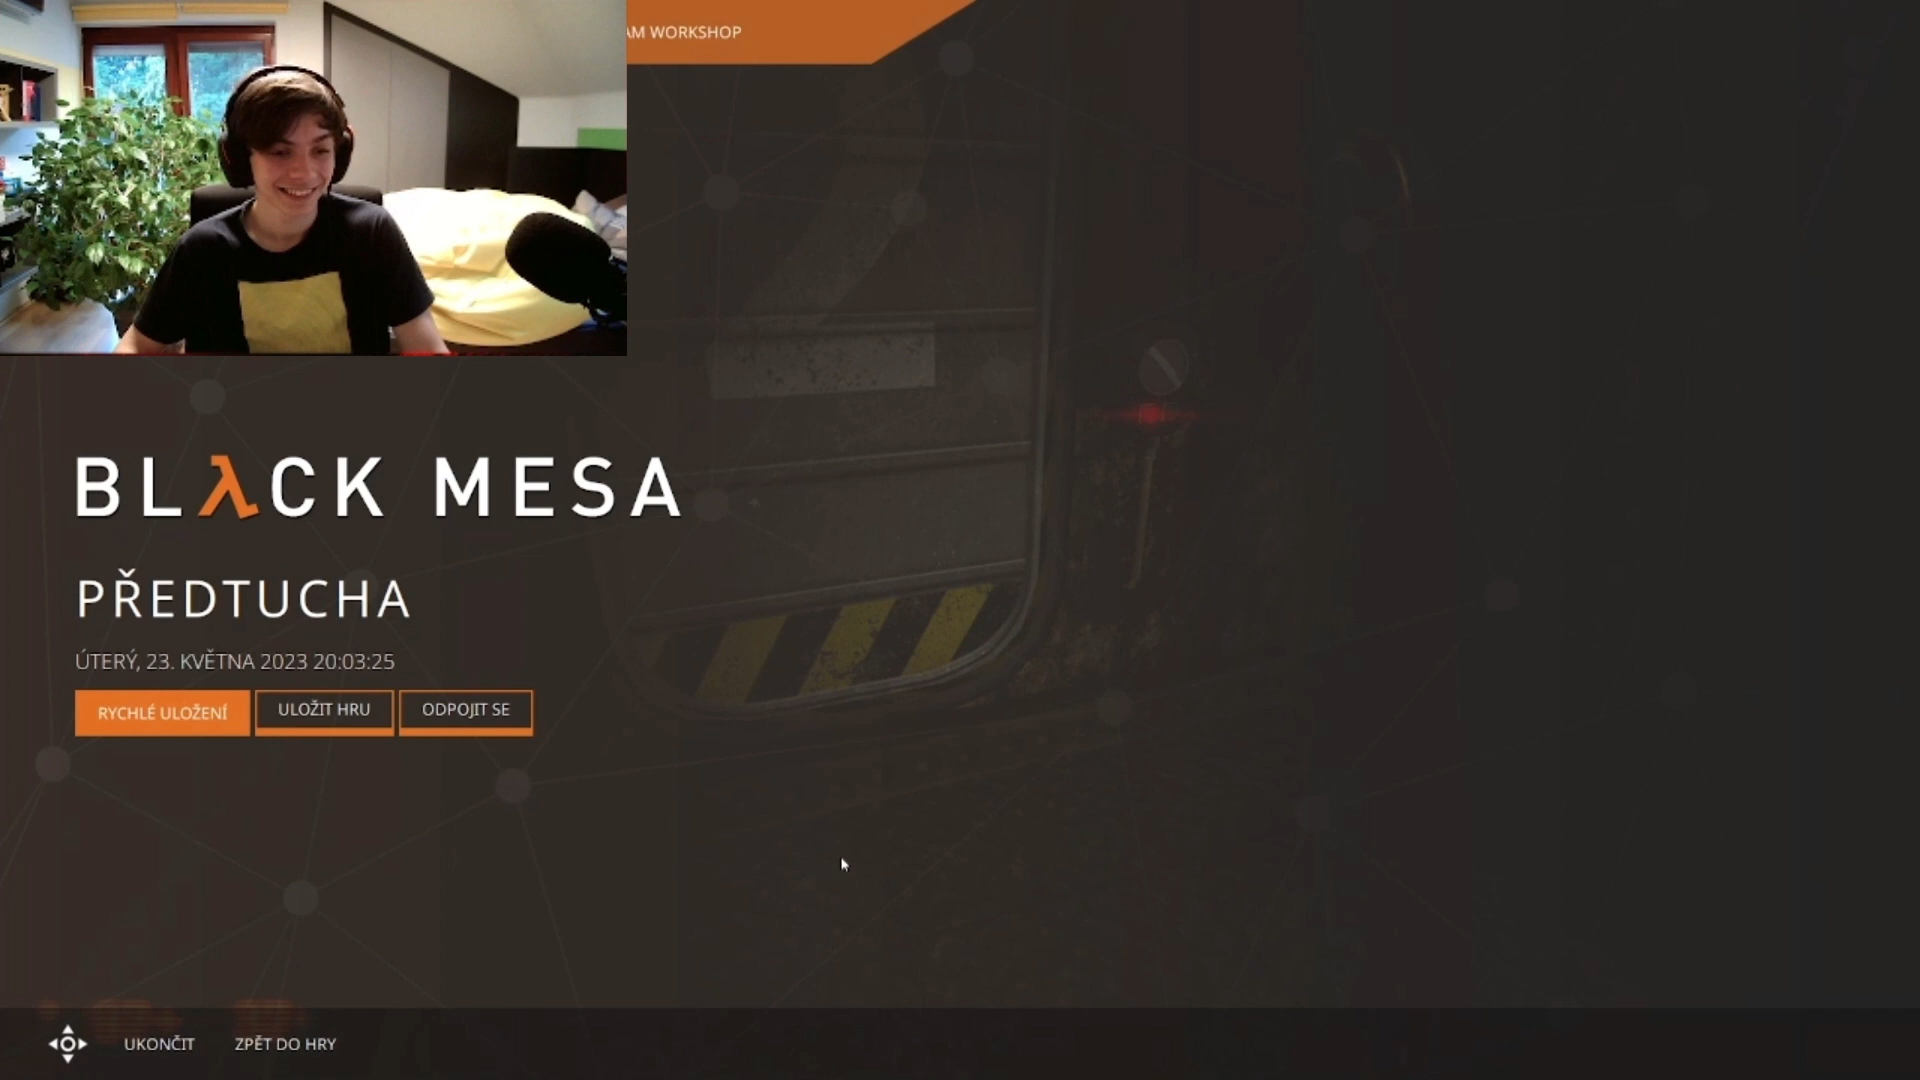 AM WORKSHOP
BLλCK MESA
PŘEDTUCHA
ÚTERÝ, 23. KVĚTNA 2023 20:03:25
RYCHLÉ ULOŽENÍ
ULOŽIT HRU
ODPOJIT SE
UKONČIT
ZPĚT DO HRY